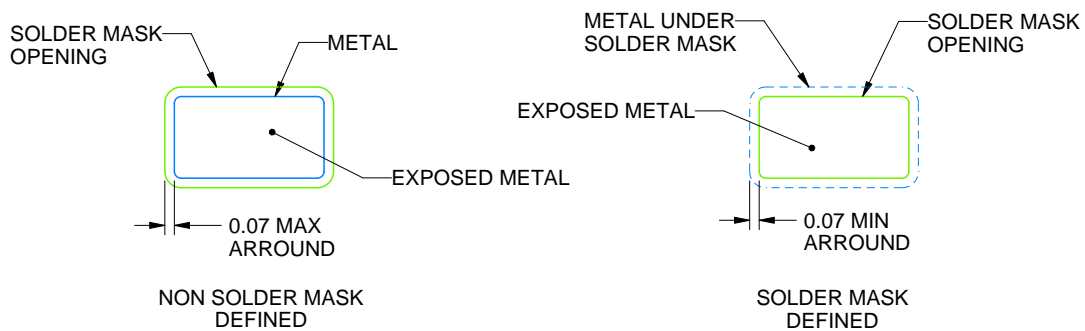 SOLDER MASK
OPENING
METAL
EXPOSED METAL
0.07 MAX
ARROUND
NON SOLDER MASK
DEFINED
METAL UNDER
SOLDER MASK
SOLDER MASK
OPENING
EXPOSED METAL
0.07 MIN
ARROUND
SOLDER MASK
DEFINED